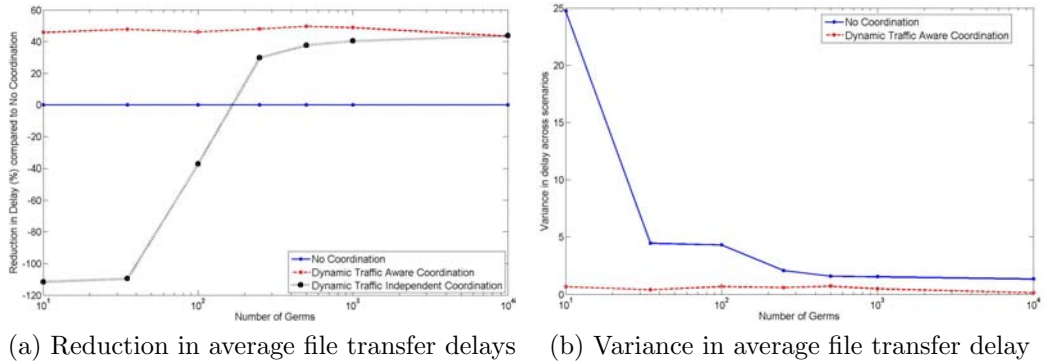 60
40
20
0
-20
-40
-60
-80
-100
-120
Reduction in Delay (%) compared to No Coordination
No Coordination
Dynamic Traffic Aware Coordination
Dynamic Traffic Independent Coordination
10^1
10^2
10^3
10^4
Number of Germs
(a) Reduction in average file transfer delays
25
20
15
10
5
0
Variance in delay across scenarios
No Coordination
Dynamic Traffic Aware Coordination
10^1
10^2
10^3
10^4
Number of Germs
(b) Variance in average file transfer delay